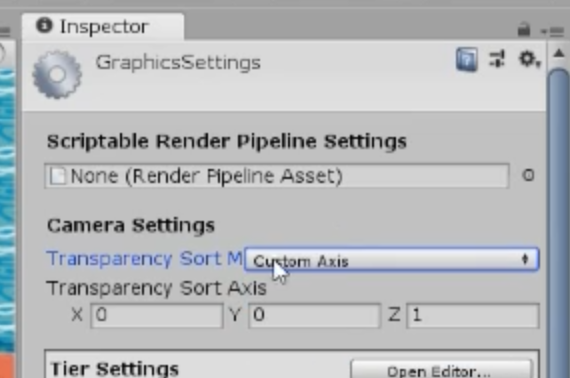 Inspector
GraphicsSettings
Scriptable Render Pipeline Settings
None (Render Pipeline Asset)
Camera Settings
Transparency Sort M Custom Axis
Transparency Sort Axis
X 0 Y 0 Z 1
Tier Settings Open Editor...